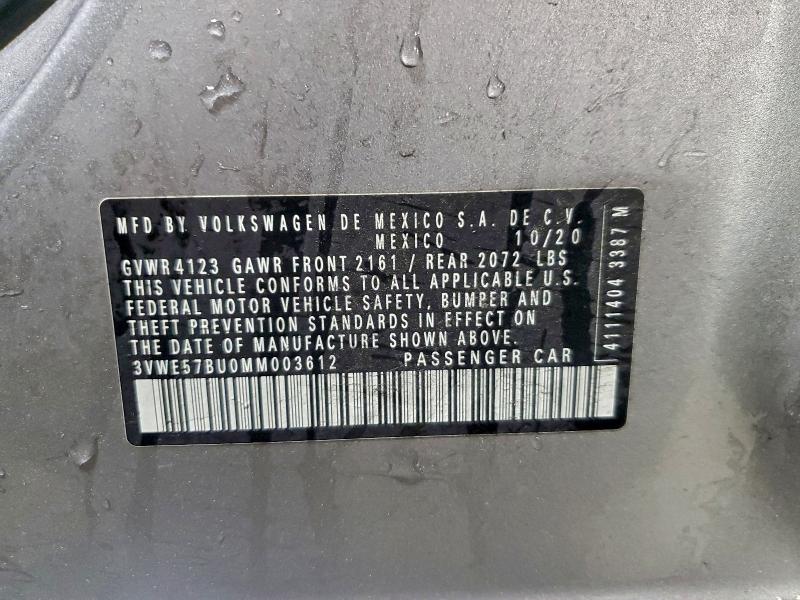 MFD BY VOLKSWAGEN DE MEXICO S.A. DE C.V.
MEXICO 10/20
GVWR 4123 GAWR FRONT 2161 / REAR 2072 LBS
THIS VEHICLE CONFORMS TO ALL APPLICABLE U.S.
FEDERAL MOTOR VEHICLE SAFETY, BUMPER AND
THEFT PREVENTION STANDARDS IN EFFECT ON
THE DATE OF MANUFACTURE SHOWN ABOVE.
3VWE57BU0MM003612 PASSENGER CAR
4111404 3387 M